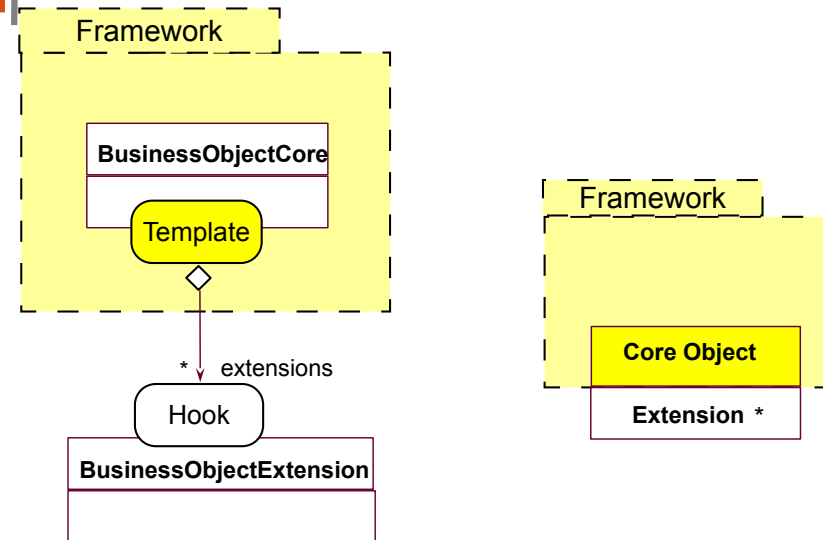 Framework
BusinessObjectCore
Template
* extensions
Hook
BusinessObjectExtension
Framework
Core Object
Extension *